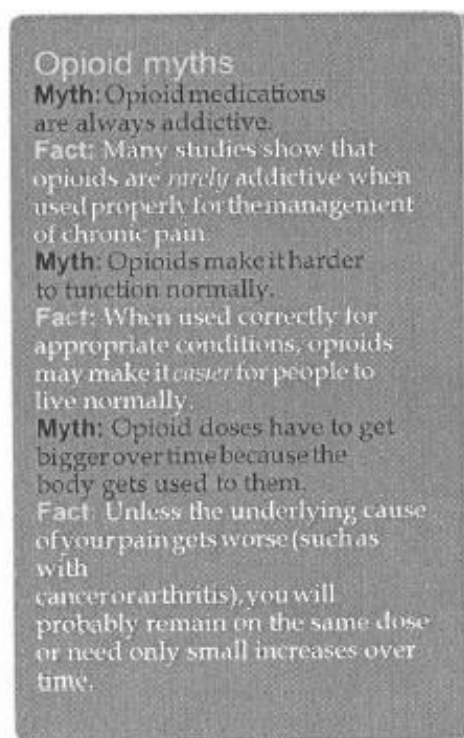 Opioid myths
Myth: Opioid medications
are always addictive.
Fact: Many studies show that
opioids are rarely addictive when
used properly for the management
of chronic pain.
Myth: Opioids make it harder
to function normally.
Fact: When used correctly for
appropriate conditions, opioids
may make it easier for people to
live normally.
Myth: Opioid doses have to get
bigger over time because the
body gets used to them.
Fact: Unless the underlying cause
of your pain gets worse (such as
with
cancer or arthritis), you will
probably remain on the same dose
or need only small increases over
time.